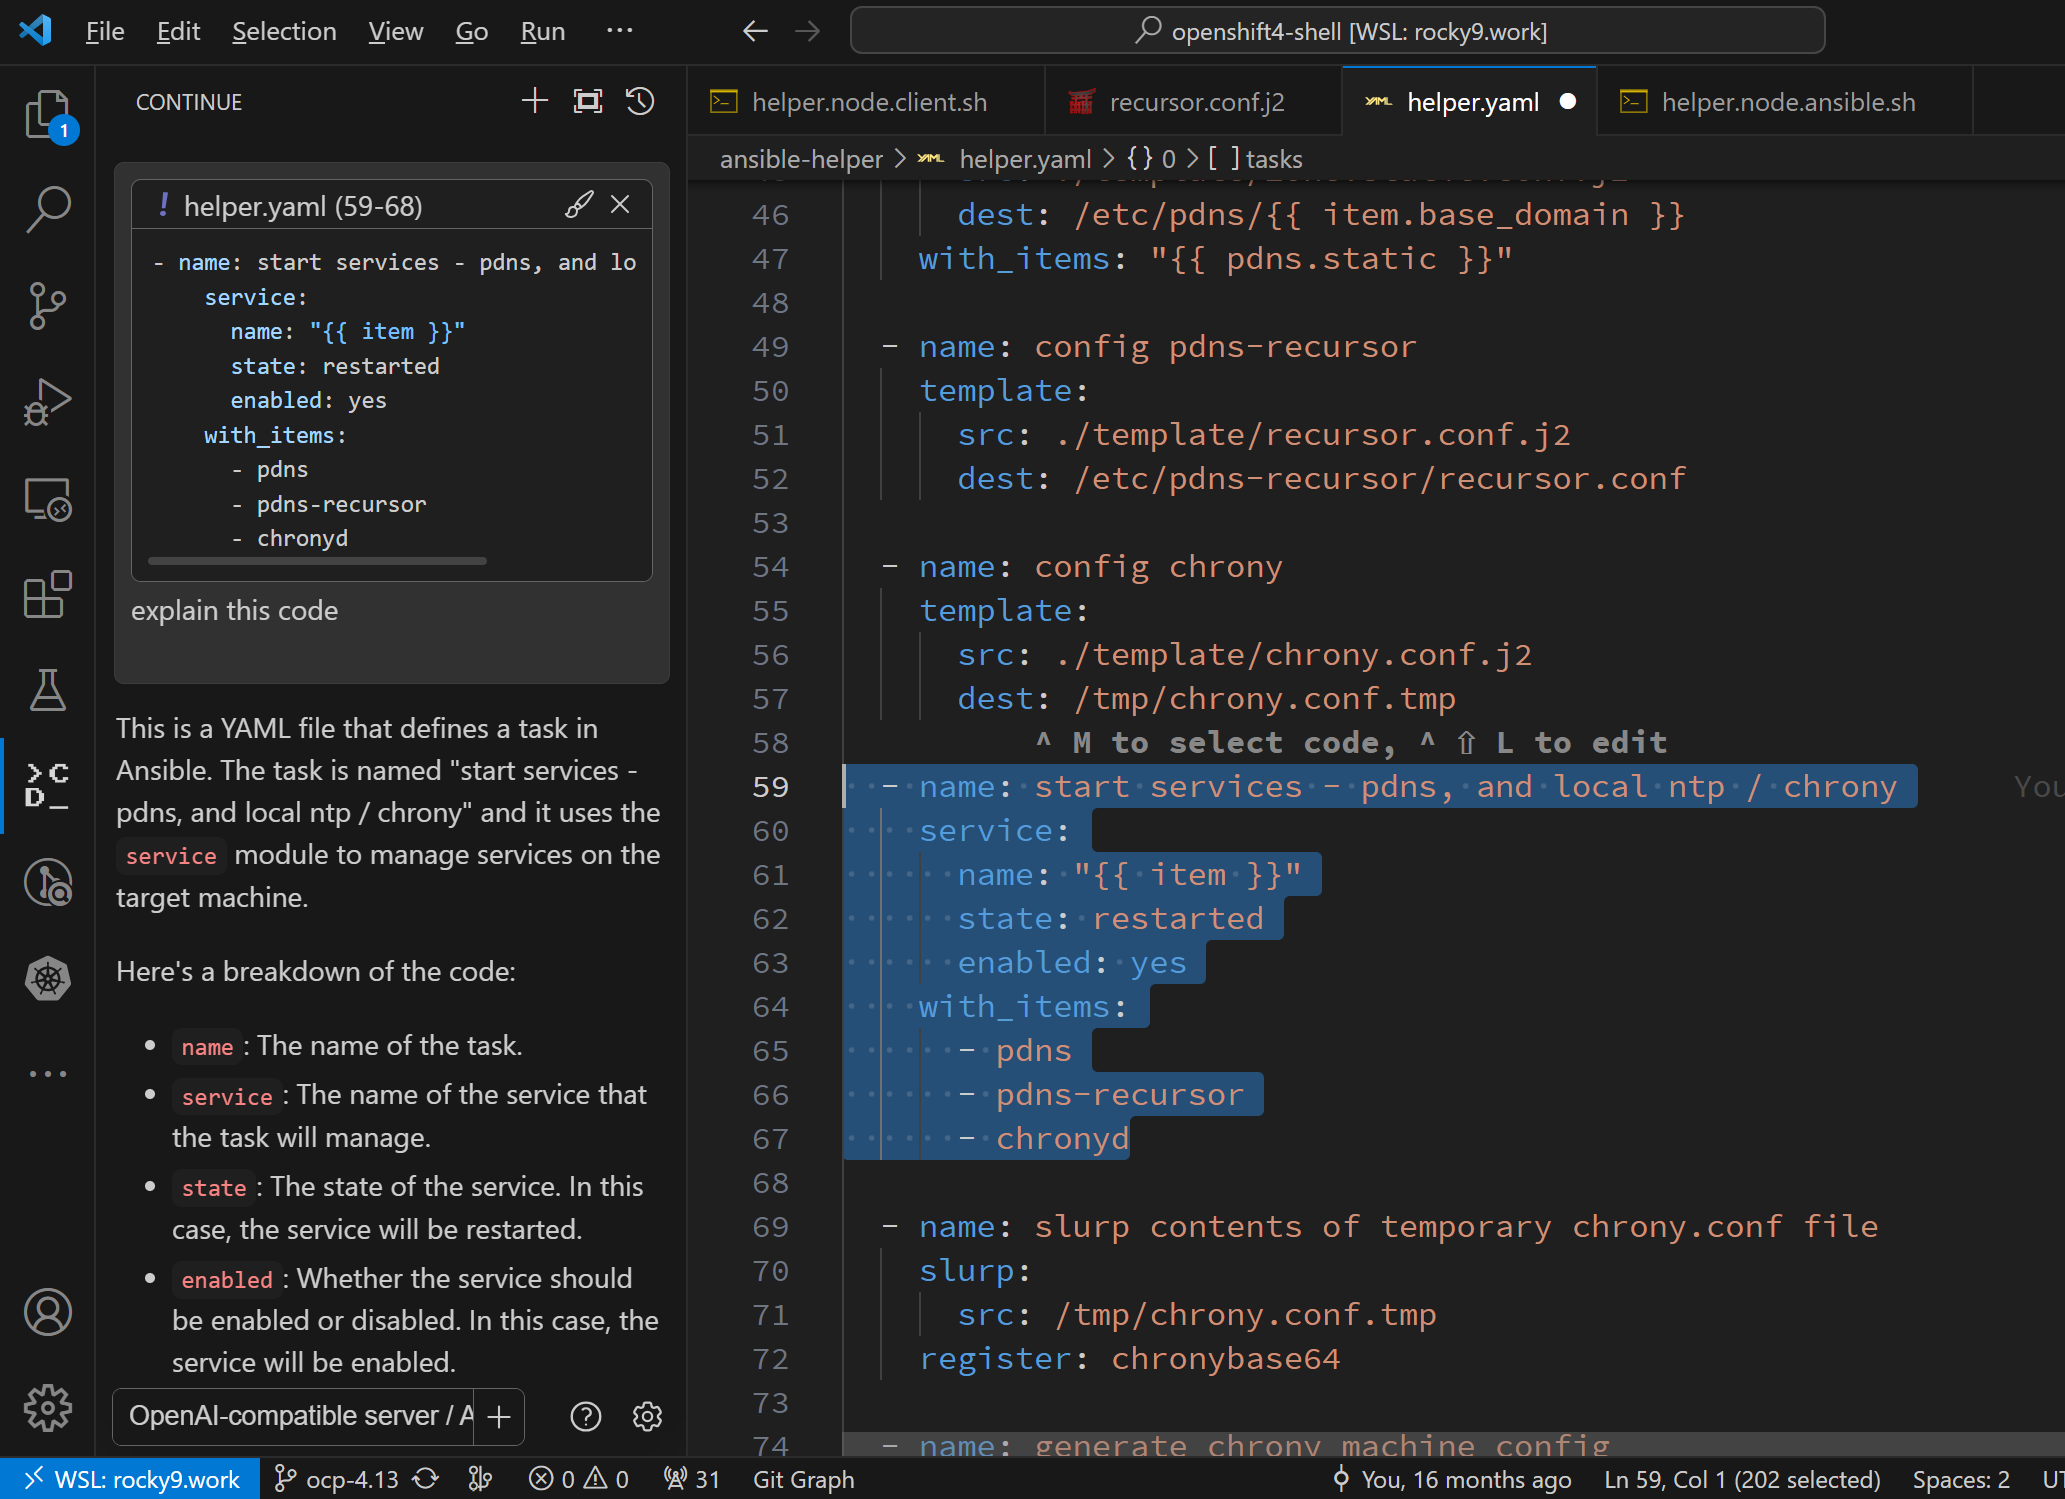 File Edit Selection View Go Run ···
openshift4-shell [WSL: rocky9.work]
1
CONTINUE
helper.node.client.sh recursor.conf.j2 helper.yaml helper.node.ansible.sh
ansible-helper > helper.yaml > {} 0 > [ ] tasks
! helper.yaml (59-68)
- name: start services - pdns, and lo
service:
name: "{{ item }}"
state: restarted
enabled: yes
with_items:
- pdns
- pdns-recursor
- chronyd
explain this code
This is a YAML file that defines a task in
Ansible. The task is named "start services -
pdns, and local ntp / chrony" and it uses the
service module to manage services on the
target machine.
Here's a breakdown of the code:
• name : The name of the task.
• service : The name of the service that
the task will manage.
• state : The state of the service. In this
case, the service will be restarted.
• enabled : Whether the service should
be enabled or disabled. In this case, the
service will be enabled.
OpenAI-compatible server / A
46 dest: /etc/pdns/{{ item.base_domain }}
47 with_items: "{{ pdns.static }}"
48
49 - name: config pdns-recursor
50 template:
51 src: ./template/recursor.conf.j2
52 dest: /etc/pdns-recursor/recursor.conf
53
54 - name: config chrony
55 template:
56 src: ./template/chrony.conf.j2
57 dest: /tmp/chrony.conf.tmp
58 ^ M to select code, ^ ⇧ L to edit
59 - name: start services - pdns, and local ntp / chrony You
60 service:
61 name: "{{ item }}"
62 state: restarted
63 enabled: yes
64 with_items:
65 - pdns
66 - pdns-recursor
67 - chronyd
68
69 - name: slurp contents of temporary chrony.conf file
70 slurp:
71 src: /tmp/chrony.conf.tmp
72 register: chronybase64
73
74 - name: generate chrony machine config
WSL: rocky9.work ocp-4.13 0 0 31 Git Graph You, 16 months ago Ln 59, Col 1 (202 selected) Spaces: 2 UT